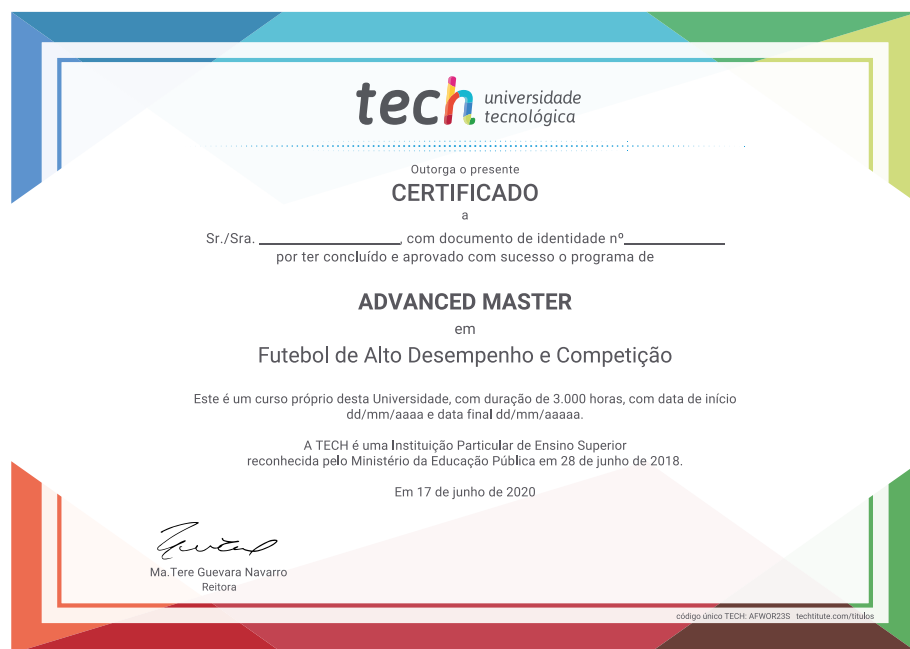 tech universidade
tecnológica
Outorga o presente
CERTIFICADO
a
Sr./Sra. ____________________, com documento de identidade nº______________
por ter concluído e aprovado com sucesso o programa de
ADVANCED MASTER
em
Futebol de Alto Desempenho e Competição
Este é um curso próprio desta Universidade, com duração de 3.000 horas, com data de início
dd/mm/aaaa e data final dd/mm/aaaaa.
A TECH é uma Instituição Particular de Ensino Superior
reconhecida pelo Ministério da Educação Pública em 28 de junho de 2018.
Em 17 de junho de 2020
Ma.Tere Guevara Navarro
Reitora
código único TECH: AFWOR23S techtitute.com/titulos